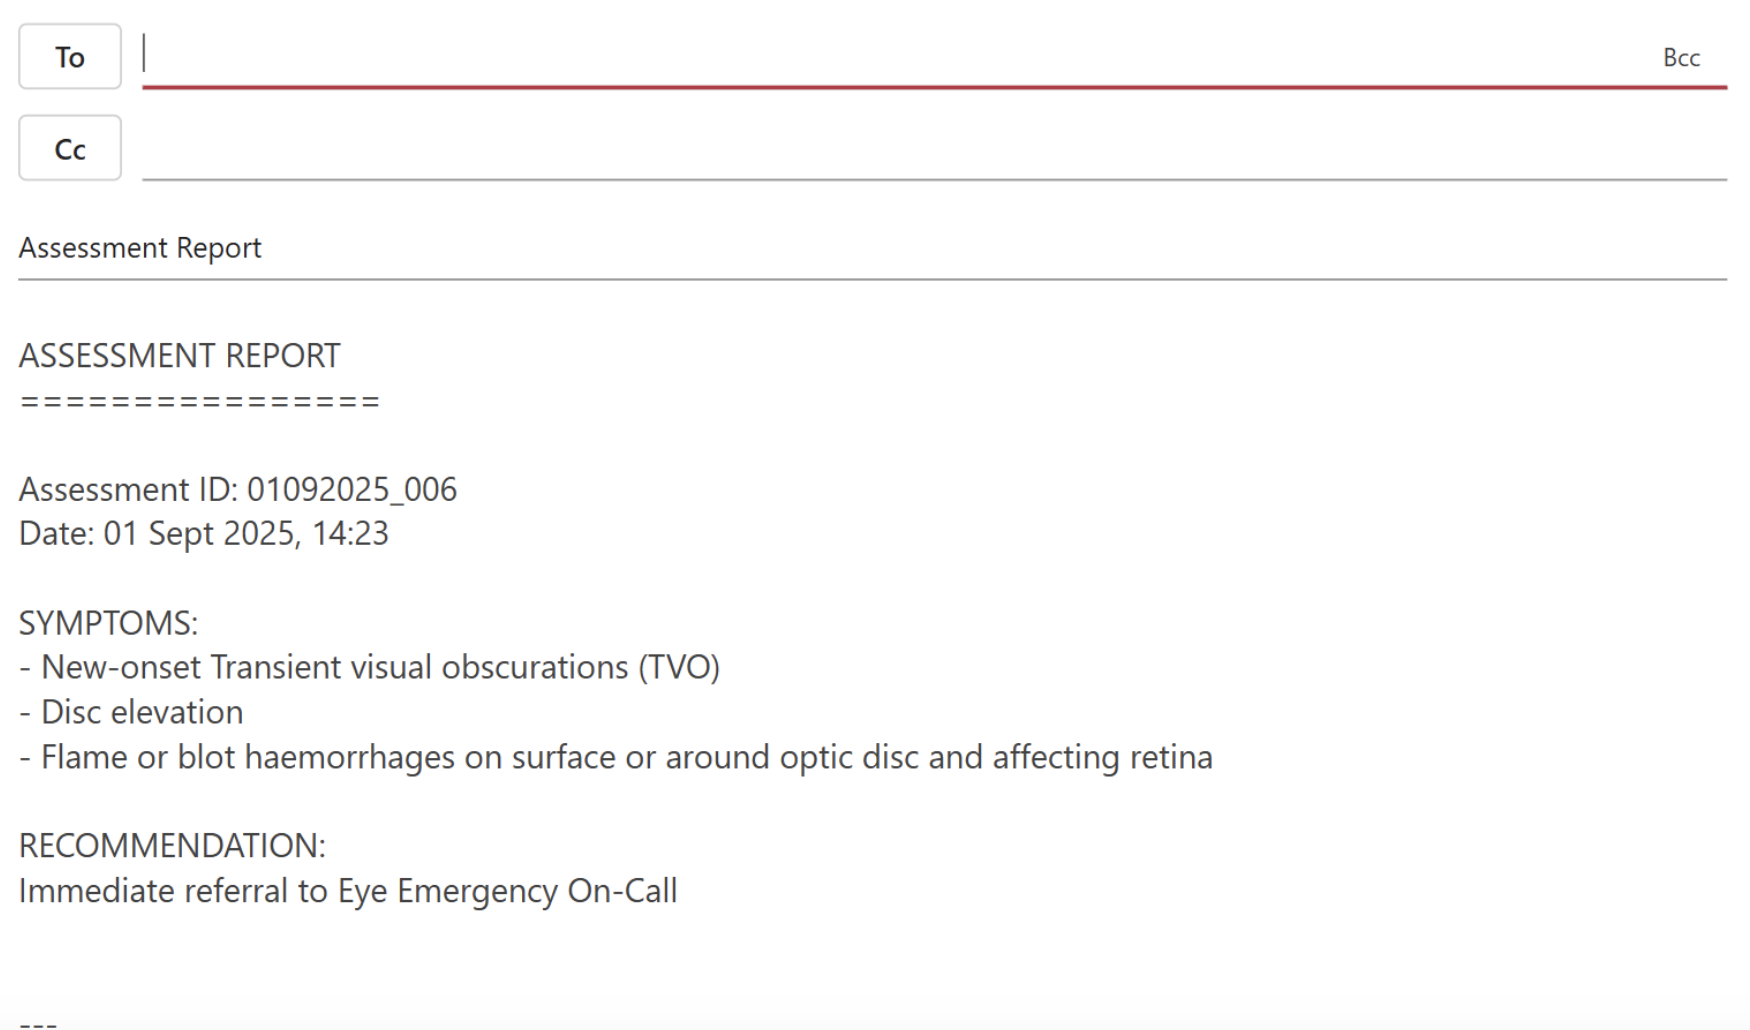 To
Bcc
Cc
Assessment Report
ASSESSMENT REPORT
================
Assessment ID: 01092025_006
Date: 01 Sept 2025, 14:23
SYMPTOMS:
- New-onset Transient visual obscurations (TVO)
- Disc elevation
- Flame or blot haemorrhages on surface or around optic disc and affecting retina
RECOMMENDATION:
Immediate referral to Eye Emergency On-Call
---